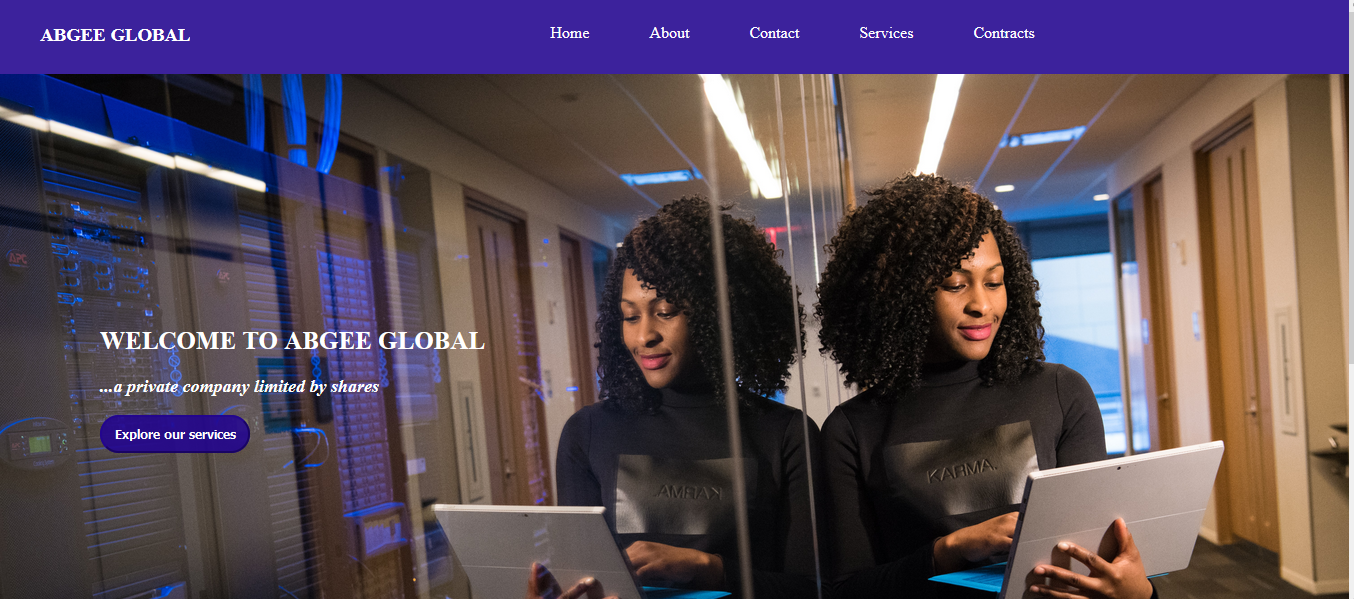 ABGEE GLOBAL
Home About Contact Services Contracts
APC
WELCOME TO ABGEE GLOBAL
...a private company limited by shares
Explore our services
KARMA.
KARMA.